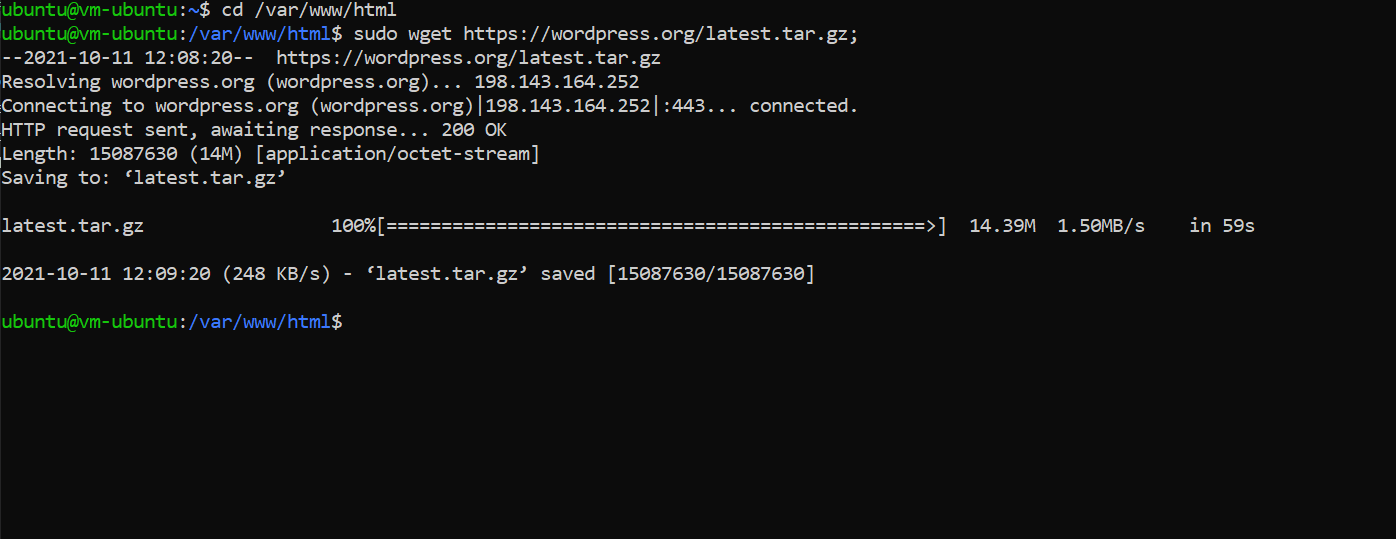 ubuntu@vm-ubuntu:~$ cd /var/www/html
ubuntu@vm-ubuntu:/var/www/html$ sudo wget https://wordpress.org/latest.tar.gz;
--2021-10-11 12:08:20--  https://wordpress.org/latest.tar.gz
Resolving wordpress.org (wordpress.org)... 198.143.164.252
Connecting to wordpress.org (wordpress.org)|198.143.164.252|:443... connected.
HTTP request sent, awaiting response... 200 OK
Length: 15087630 (14M) [application/octet-stream]
Saving to: ‘latest.tar.gz’
latest.tar.gz                 100%[=================================================>]  14.39M  1.50MB/s    in 59s
2021-10-11 12:09:20 (248 KB/s) - ‘latest.tar.gz’ saved [15087630/15087630]
ubuntu@vm-ubuntu:/var/www/html$